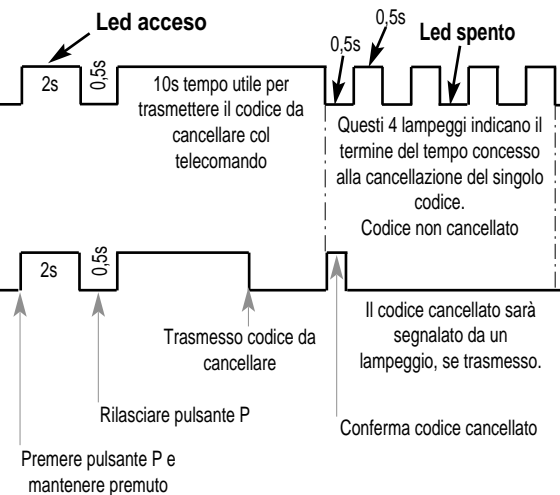 Led acceso
0,5s
0,5s
Led spento
2s
0,5s
10s tempo utile per
trasmettere il codice da
cancellare col
telecomando
Questi 4 lampeggi indicano il
termine del tempo concesso
alla cancellazione del singolo
codice.
Codice non cancellato
2s
0,5s
Trasmesso codice da
cancellare
Il codice cancellato sarà
segnalato da un
lampeggio, se trasmesso.
Rilasciare pulsante P
Conferma codice cancellato
Premere pulsante P e
mantenere premuto